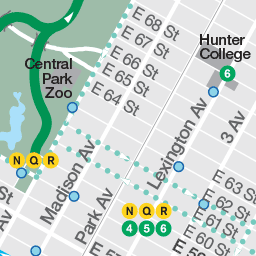 E 68 St
E 67 St
E 66 St
E 65 St
E 64 St
Hunter
College
6
Central
Park
Zoo
3 Av
Lexington Av
N Q R
Madison Av
Park Av
Av
E 63 St
E 62 St
E 61 St
E 60 St
N Q R
4 5 6